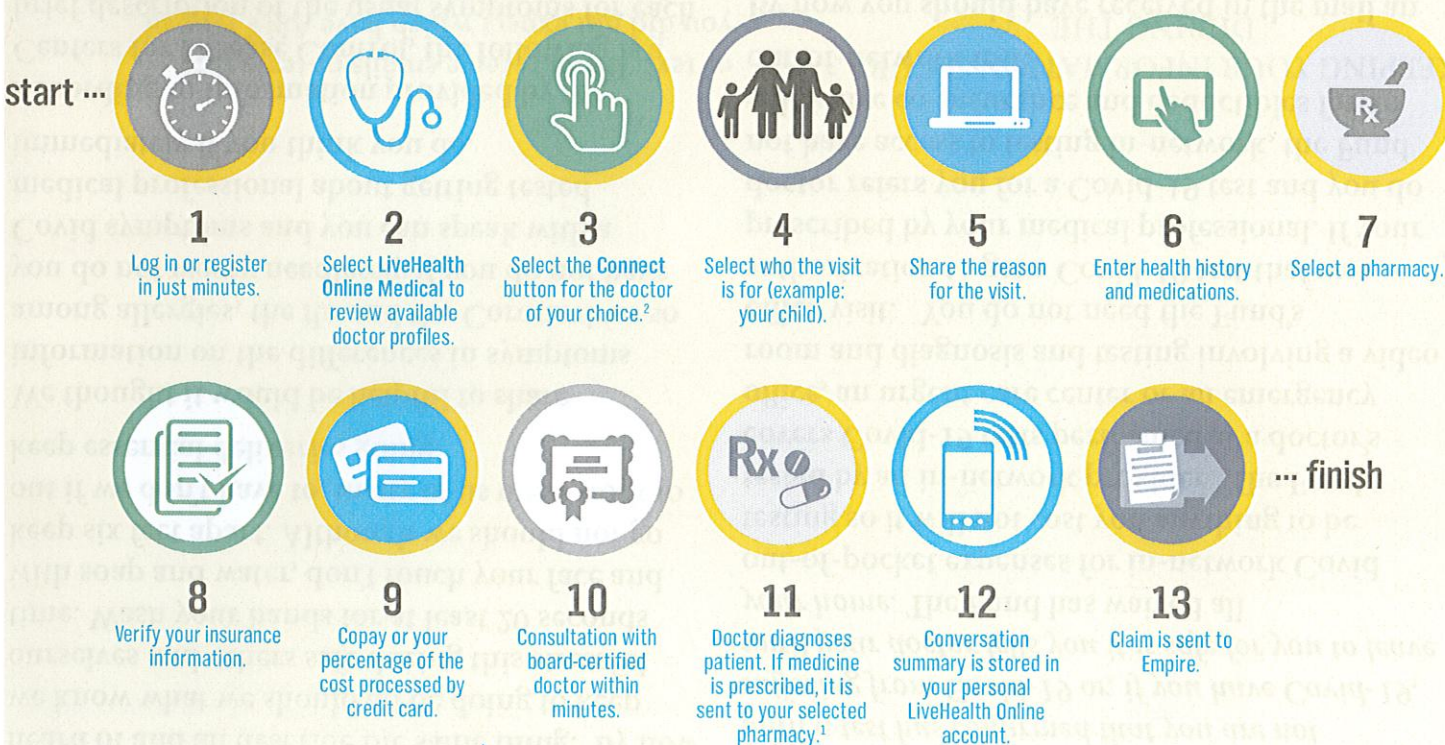 start ...
1
Log in or register
in just minutes.
2
Select LiveHealth
Online Medical to
review available
doctor profiles.
3
Select the Connect
button for the doctor
of your choice.²
4
Select who the visit
is for (example:
your child).
5
Share the reason
for the visit.
6
Enter health history
and medications.
Rx
7
Select a pharmacy.
8
Verify your insurance
information.
9
Copay or your
percentage of the
cost processed by
credit card.
10
Consultation with
board-certified
doctor within
minutes.
Rx
11
Doctor diagnoses
patient. If medicine
is prescribed, it is
sent to your selected
pharmacy.¹
12
Conversation
summary is stored in
your personal
LiveHealth Online
account.
13
Claim is sent to
Empire.
... finish